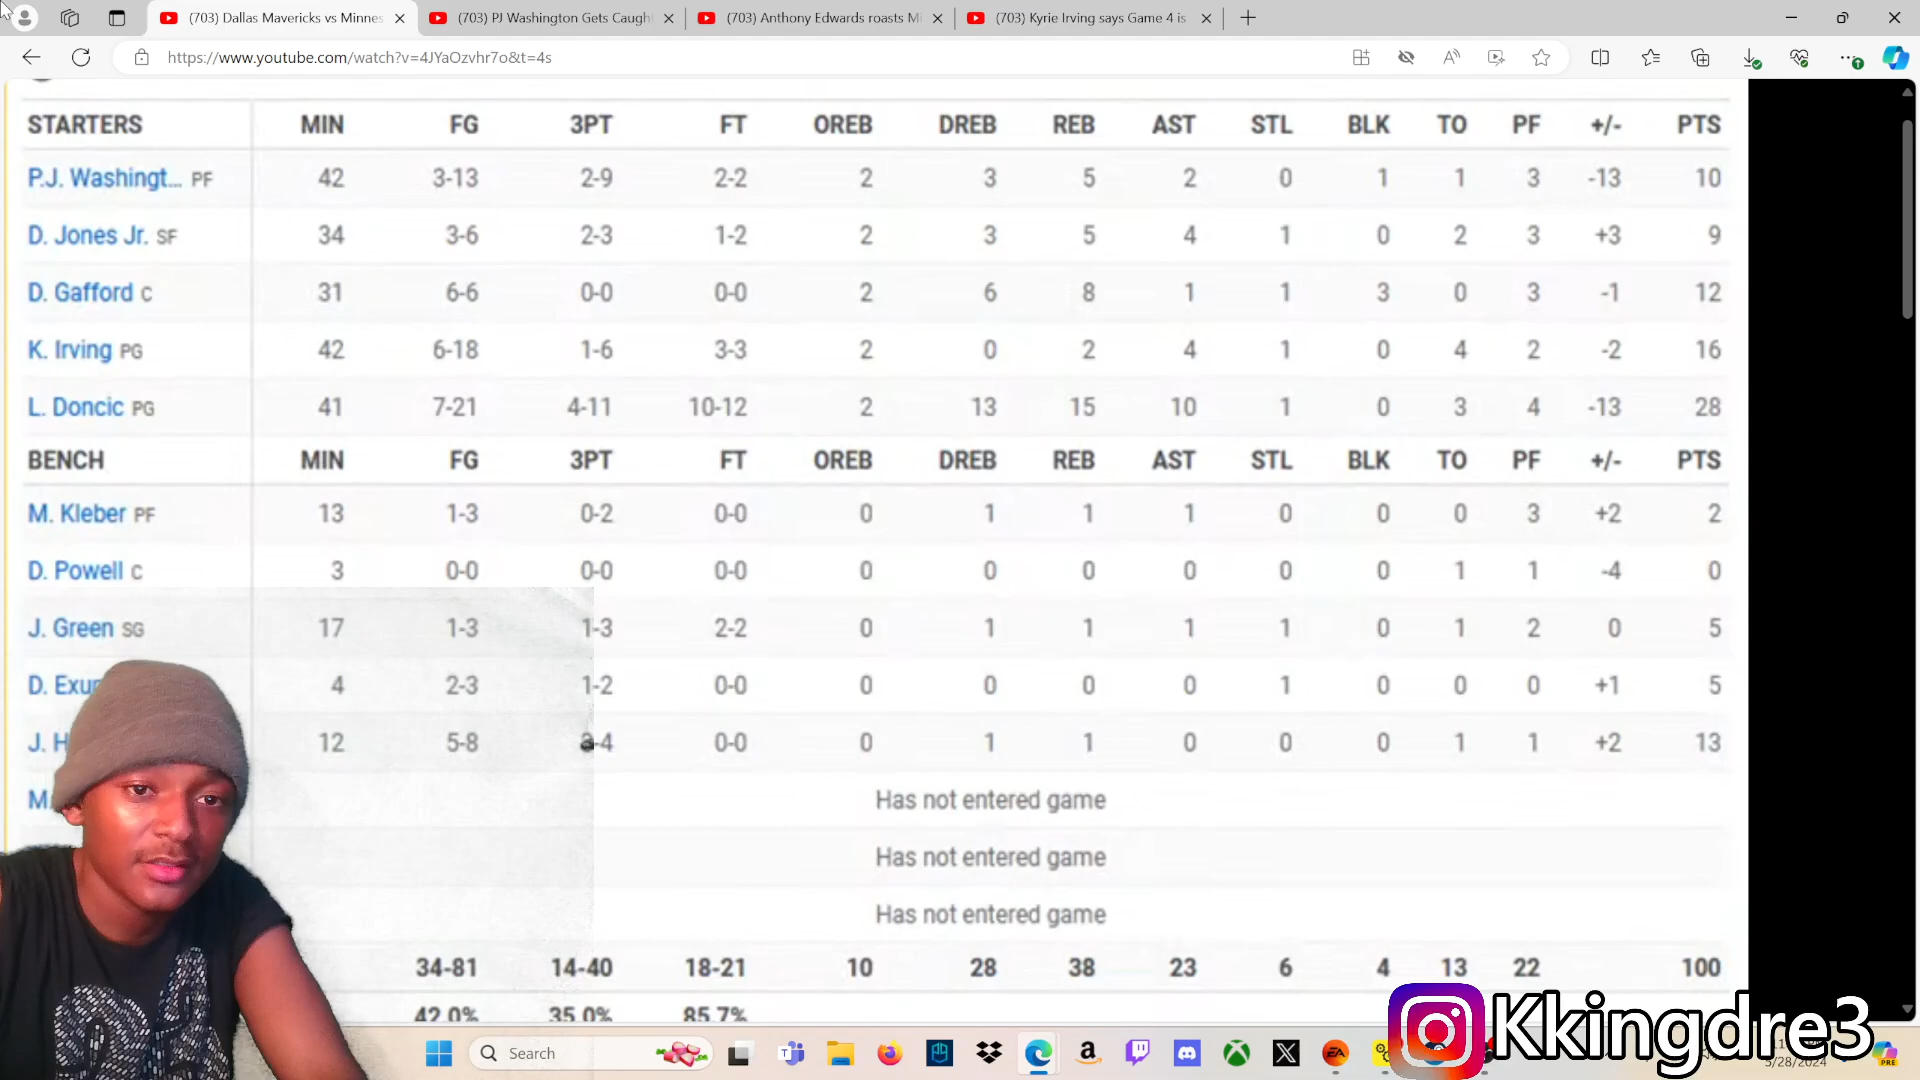 (703) Dallas Mavericks vs Minnes
(703) PJ Washington Gets Caught
(703) Anthony Edwards roasts Mi
(703) Kyrie Irving says Game 4 is
https://www.youtube.com/watch?v=4JYaOzvhr7o&t=4s
STARTERS MIN FG 3PT FT OREB DREB REB AST STL BLK TO PF +/- PTS
P.J. Washingt... PF 42 3-13 2-9 2-2 2 3 5 2 0 1 1 3 -13 10
D. Jones Jr. SF 34 3-6 2-3 1-2 2 3 5 4 1 0 2 3 +3 9
D. Gafford C 31 6-6 0-0 0-0 2 6 8 1 1 3 0 3 -1 12
K. Irving PG 42 6-18 1-6 3-3 2 0 2 4 1 0 4 2 -2 16
L. Doncic PG 41 7-21 4-11 10-12 2 13 15 10 1 0 3 4 -13 28
BENCH MIN FG 3PT FT OREB DREB REB AST STL BLK TO PF +/- PTS
M. Kleber PF 13 1-3 0-2 0-0 0 1 1 1 0 0 0 3 +2 2
D. Powell C 3 0-0 0-0 0-0 0 0 0 0 0 0 1 1 -4 0
J. Green SG 17 1-3 1-3 2-2 0 1 1 1 1 0 1 2 0 5
D. Exum 4 2-3 1-2 0-0 0 0 0 0 1 0 0 0 +1 5
J. H 12 5-8 3-4 0-0 0 1 1 0 0 0 1 1 +2 13
M. Has not entered game
Has not entered game
Has not entered game
34-81 14-40 18-21 10 28 38 23 6 4 13 22 100
42.0% 35.0% 85.7%
Search
Kkingdre3
5/28/2024